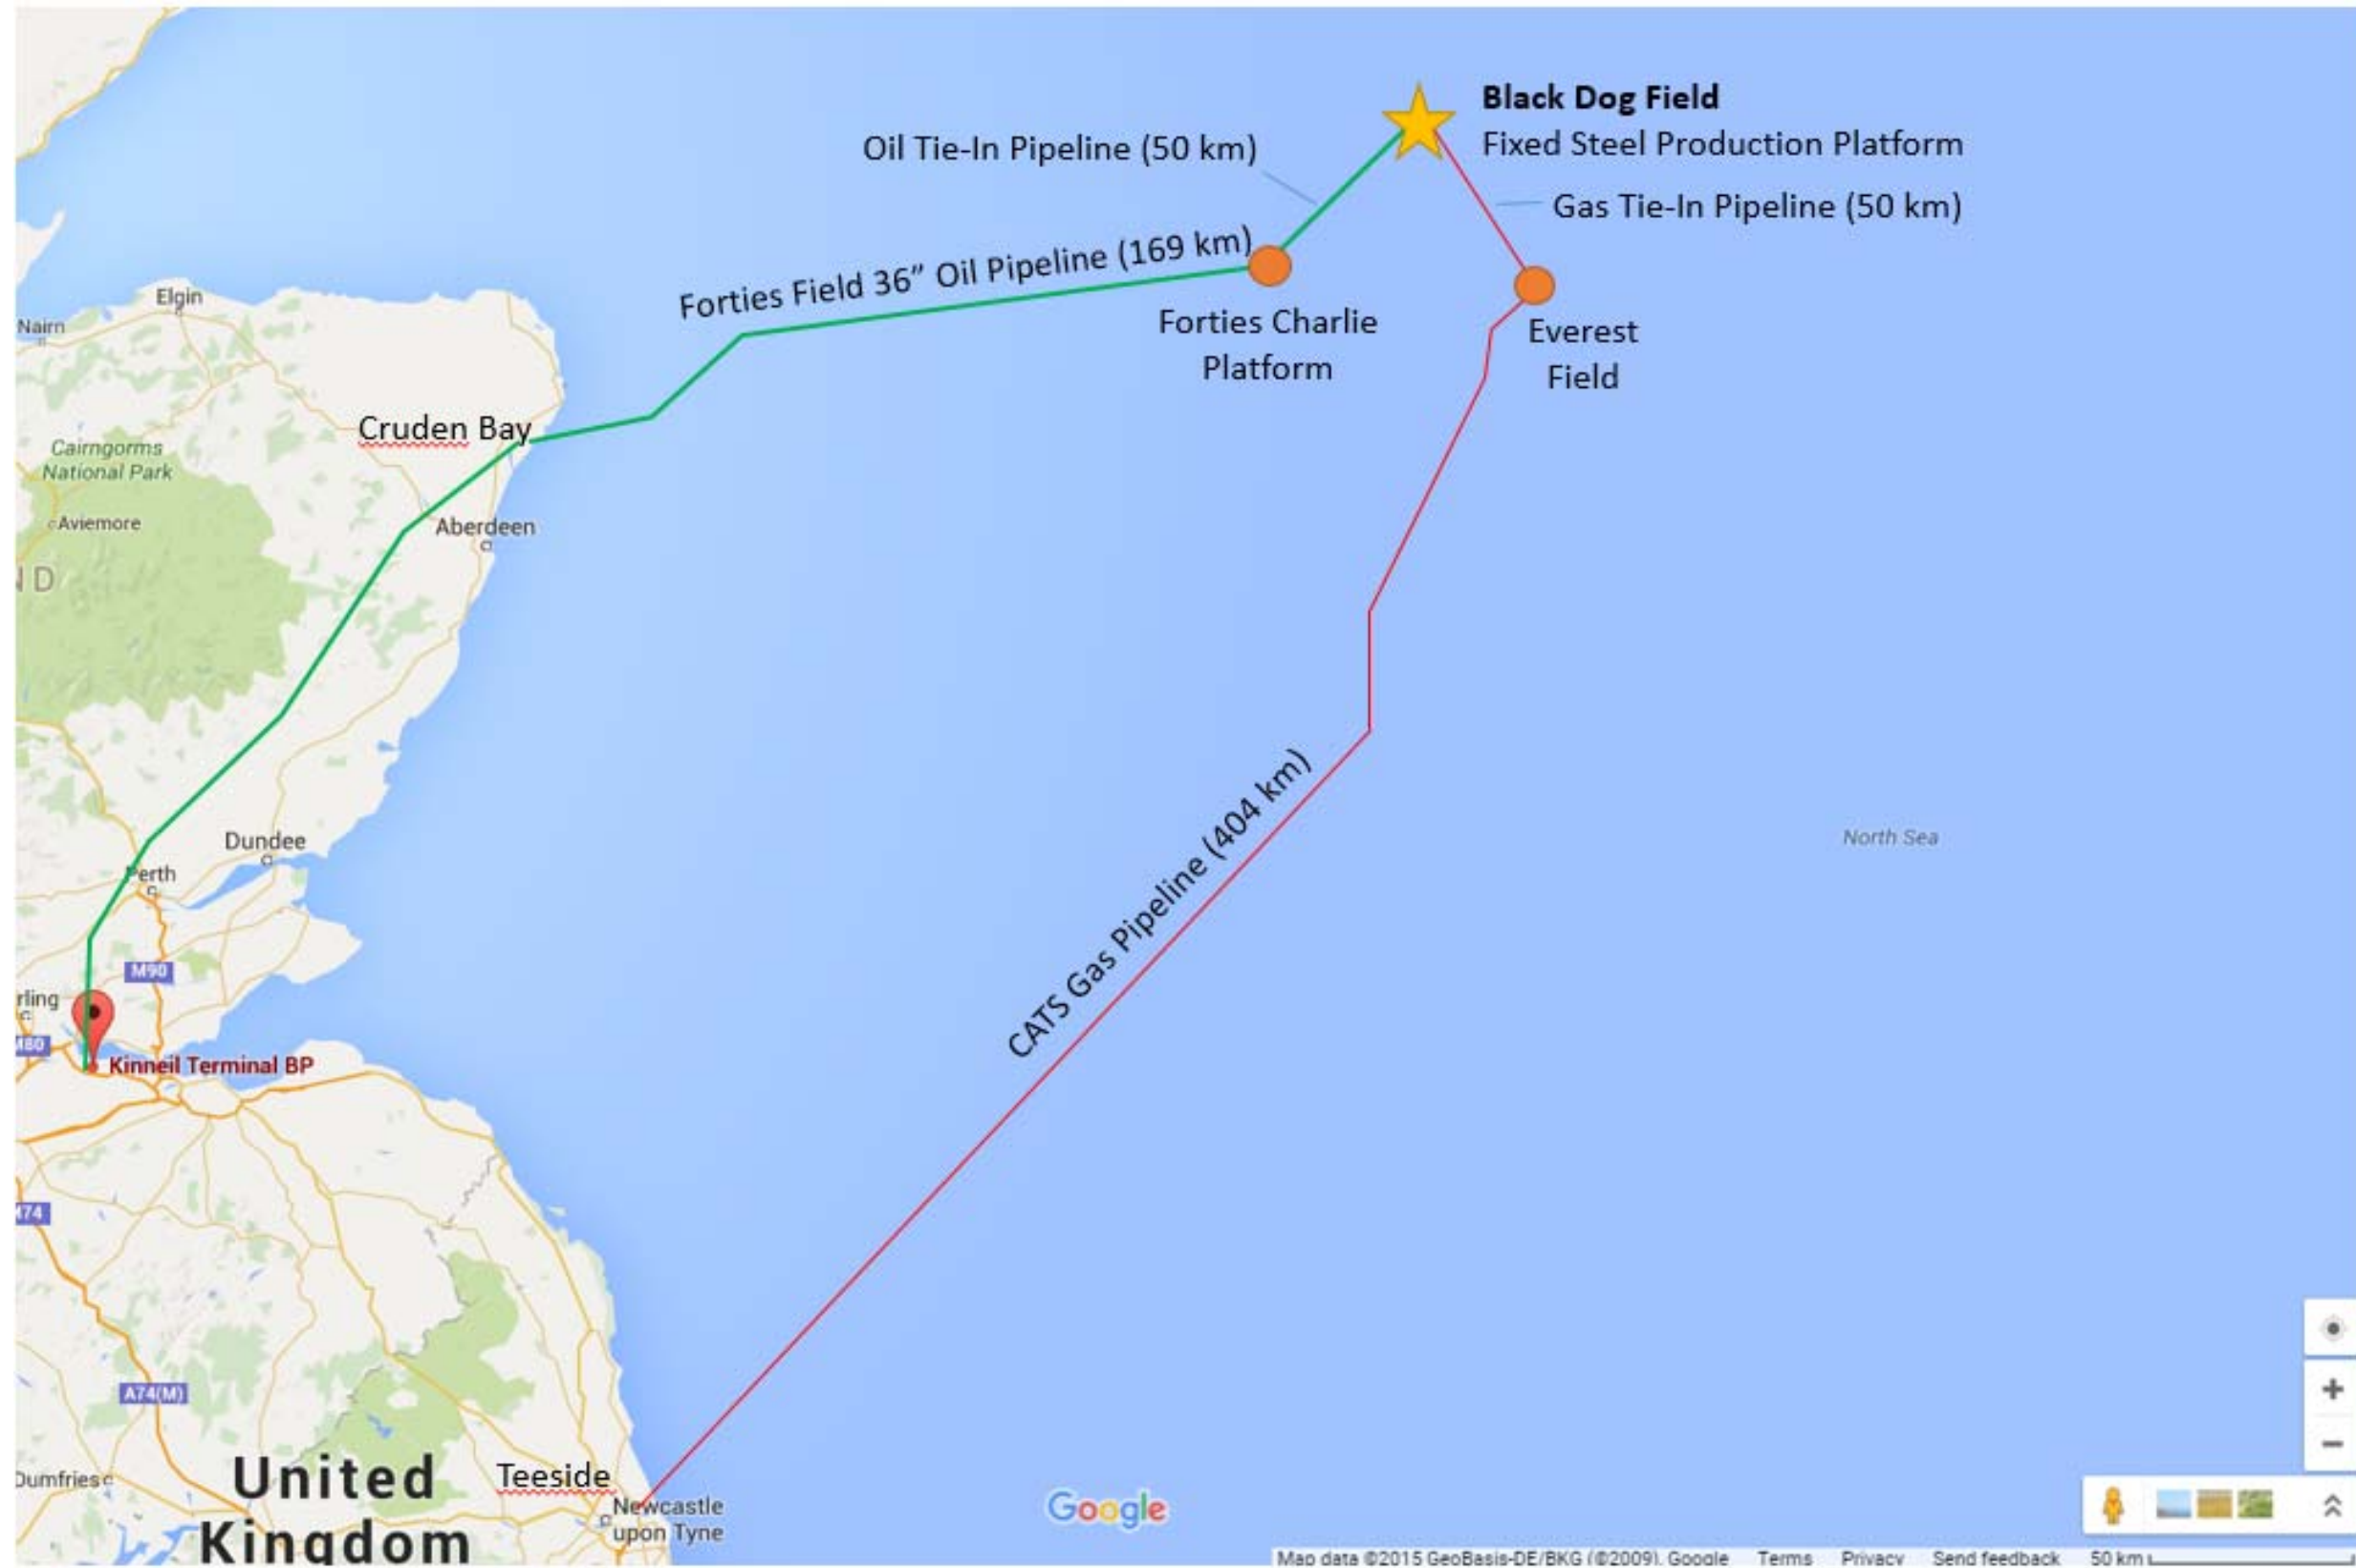 Black Dog Field
Fixed Steel Production Platform
Oil Tie-In Pipeline (50 km)
Gas Tie-In Pipeline (50 km)
Forties Field 36” Oil Pipeline (169 km)
Forties Charlie
Platform
Everest
Field
Elgin
Nairn
Cruden Bay
Cairngorms
National Park
Aviemore
Aberdeen
ND
Dundee
Perth
CATS Gas Pipeline (404 km)
North Sea
M90
rling
M80
Kinneil Terminal BP
A74(M)
Dumfries
United
Kingdom
Teeside
Newcastle
upon Tyne
Google
Map data ©2015 GeoBasis-DE/BKG (©2009), Google Terms Privacy Send feedback 50 km